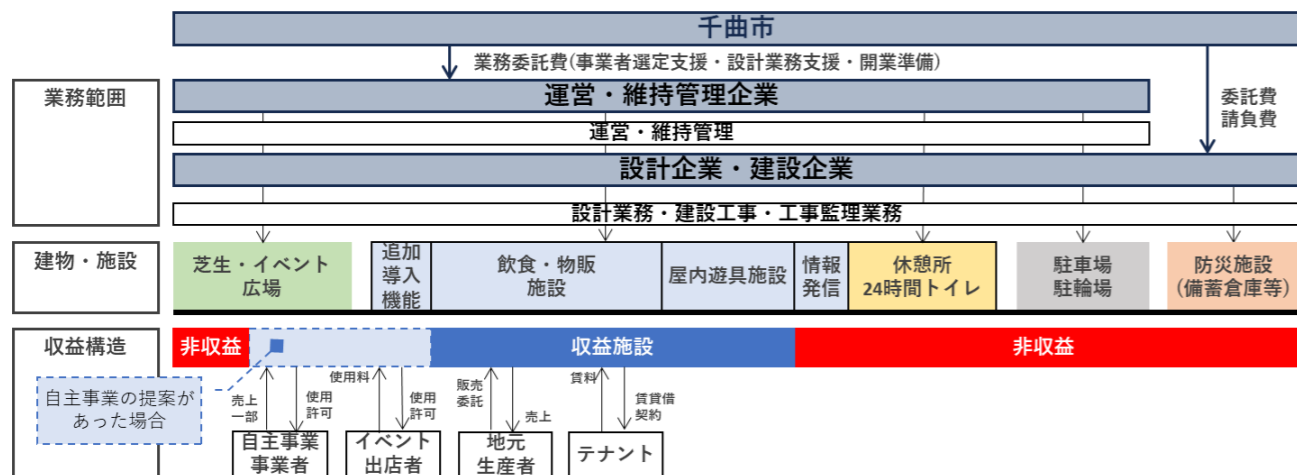 千曲市
業務委託費(事業者選定支援・設計業務支援・開業準備)
業務範囲
運営・維持管理企業
委託費
請負費
運営・維持管理
設計企業・建設企業
設計業務・建設工事・工事監理業務
建物・施設
芝生・イベント
広場
追加
導入
機能
飲食・物販
施設
屋内遊具施設
情報
発信
休憩所
24時間トイレ
駐車場
駐輪場
防災施設
(備蓄倉庫等)
収益構造
非収益
収益施設
非収益
自主事業の提案が
あった場合
売上
一部
使用
許可
使用料
使用
許可
販売
委託
売上
賃料
賃貸借
契約
自主事業
事業者
イベント
出店者
地元
生産者
テナント